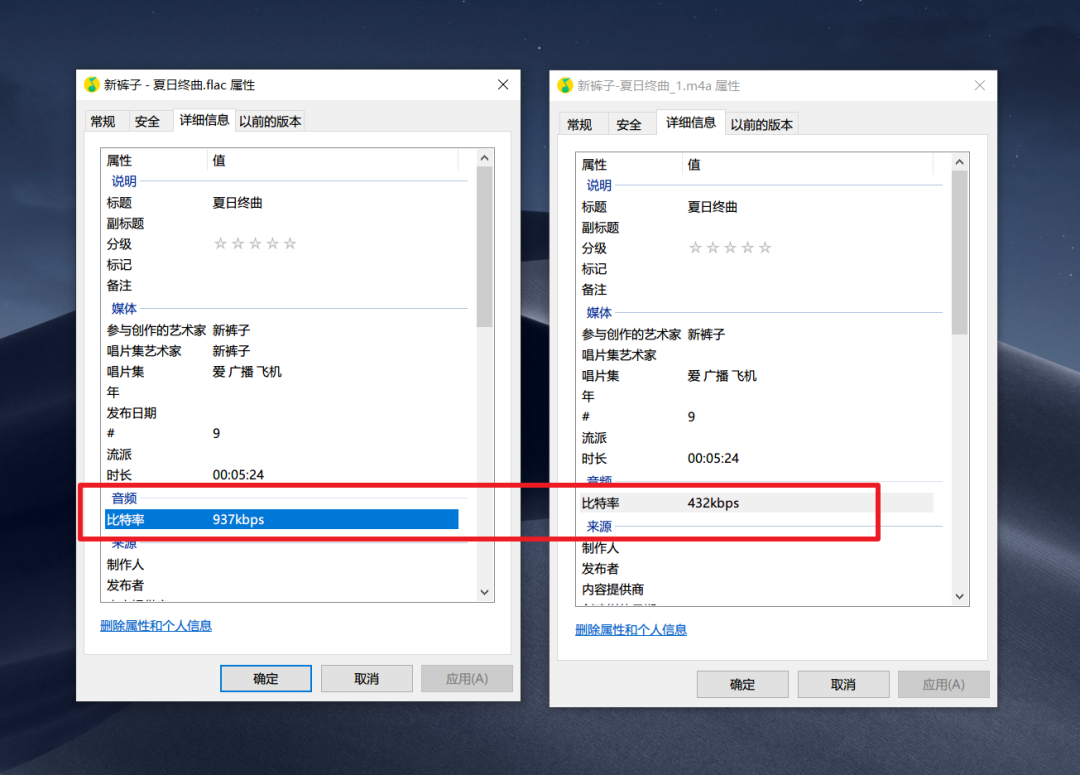 新裤子 - 夏日终曲.flac 属性
常规 安全 详细信息 以前的版本
属性 值
说明
标题 夏日终曲
副标题
分级 ☆☆☆☆☆
标记
备注
媒体
参与创作的艺术家 新裤子
唱片集艺术家 新裤子
唱片集 爱 广播 飞机
年
发布日期
# 9
流派
时长 00:05:24
音频
比特率 937kbps
来源
制作人
发布者
删除属性和个人信息
确定 取消 应用(A)
新裤子-夏日终曲_1.m4a 属性
常规 安全 详细信息 以前的版本
属性 值
说明
标题 夏日终曲
副标题
分级 ☆☆☆☆☆
标记
备注
媒体
参与创作的艺术家 新裤子
唱片集艺术家
唱片集 爱 广播 飞机
年
# 9
流派
时长 00:05:24
音频
比特率 432kbps
来源
制作人
发布者
内容提供商
删除属性和个人信息
确定 取消 应用(A)